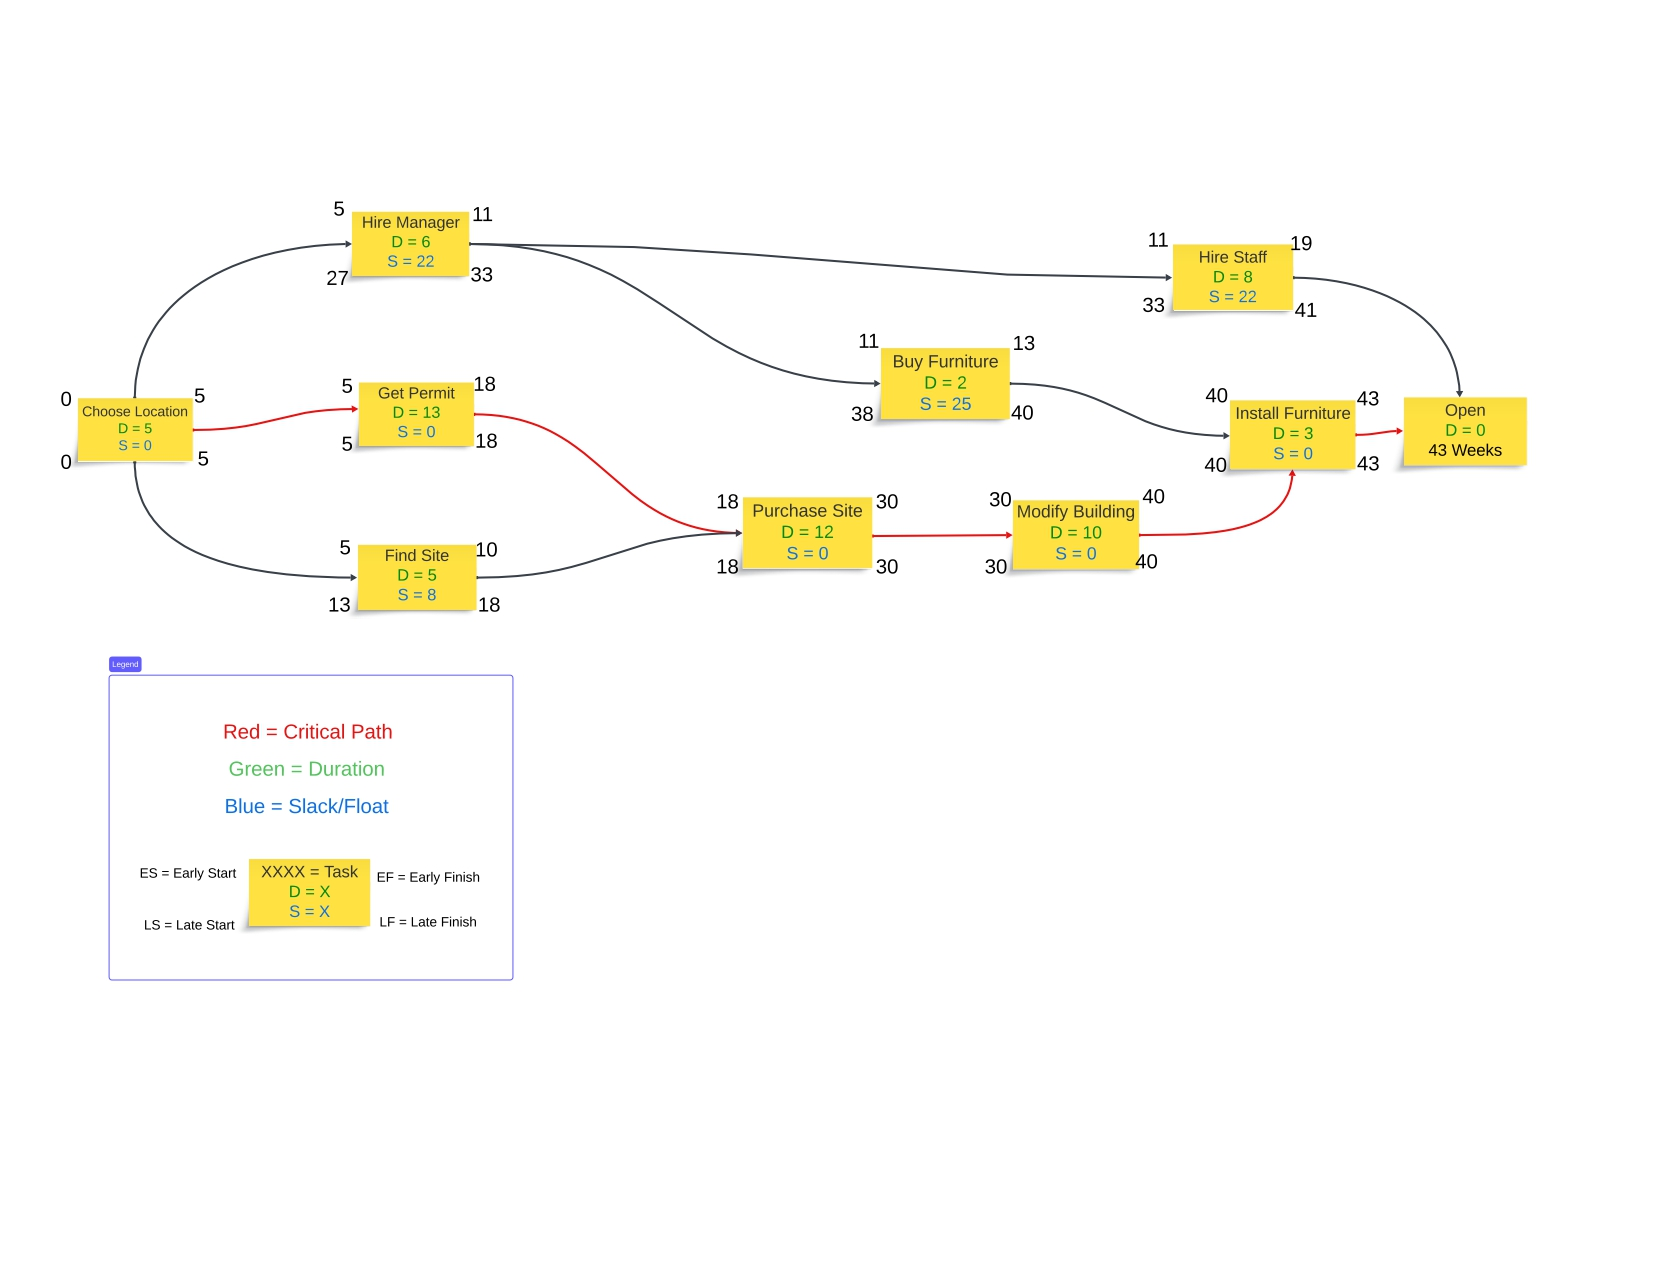 5
11
Hire Manager
D = 6
S = 22
27
33
11
19
Hire Staff
D = 8
S = 22
33
41
11
13
Buy Furniture
D = 2
S = 25
38
40
0
5
Choose Location
D = 5
S = 0
0
5
5
18
Get Permit
D = 13
S = 0
5
18
40
43
Install Furniture
D = 3
S = 0
40
43
Open
D = 0
43 Weeks
18
30
Purchase Site
D = 12
S = 0
18
30
30
40
Modify Building
D = 10
S = 0
30
40
5
10
Find Site
D = 5
S = 8
13
18
Legend
Red = Critical Path
Green = Duration
Blue = Slack/Float
ES = Early Start
XXXX = Task
EF = Early Finish
D = X
S = X
LS = Late Start
LF = Late Finish